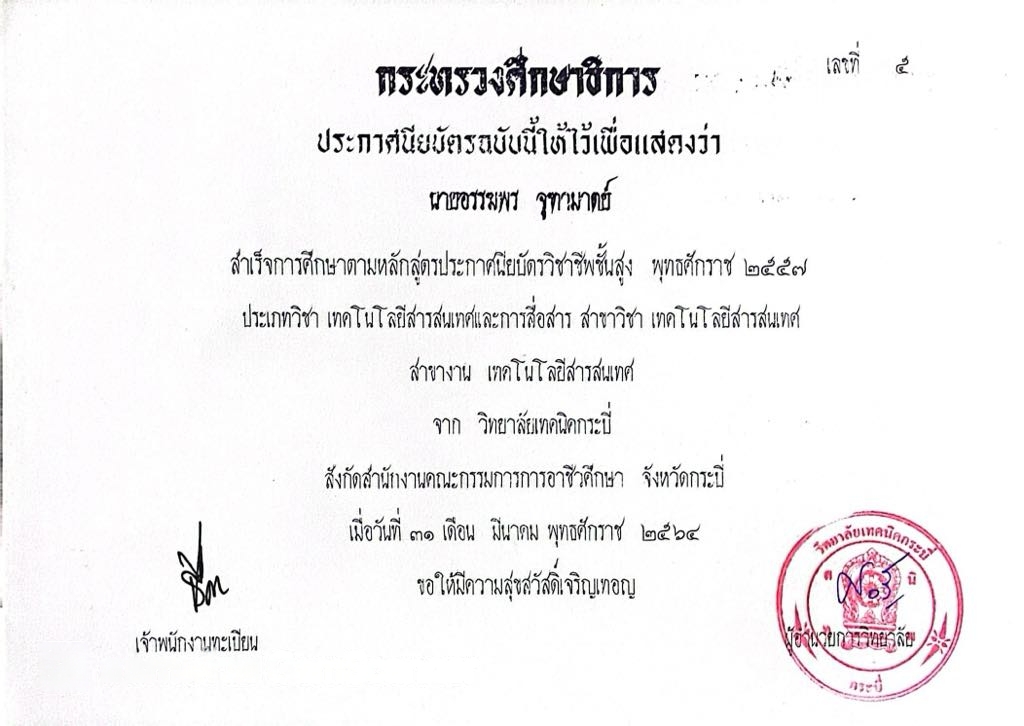 เลขที่ ๕
กระทรวงศึกษาธิการ
ประกาศนียบัตรฉบับนี้ให้ไว้เพื่อแสดงว่า
นายธรรมพร จุฑามาตย์
สำเร็จการศึกษาตามหลักสูตรประกาศนียบัตรวิชาชีพชั้นสูง พุทธศักราช ๒๕๕๗
ประเภทวิชา เทคโนโลยีสารสนเทศและการสื่อสาร สาขาวิชา เทคโนโลยีสารสนเทศ
สาขางาน เทคโนโลยีสารสนเทศ
จาก วิทยาลัยเทคนิคกระบี่
สังกัดสำนักงานคณะกรรมการการอาชีวศึกษา จังหวัดกระบี่
เมื่อวันที่ ๓๑ เดือน มีนาคม พุทธศักราช ๒๕๖๔
ขอให้มีความสุขสวัสดิ์เจริญเทอญ
เจ้าพนักงานทะเบียน
วิทยาลัยเทคนิคกระบี่
ผู้อำนวยการวิทยาลัย
กระบี่